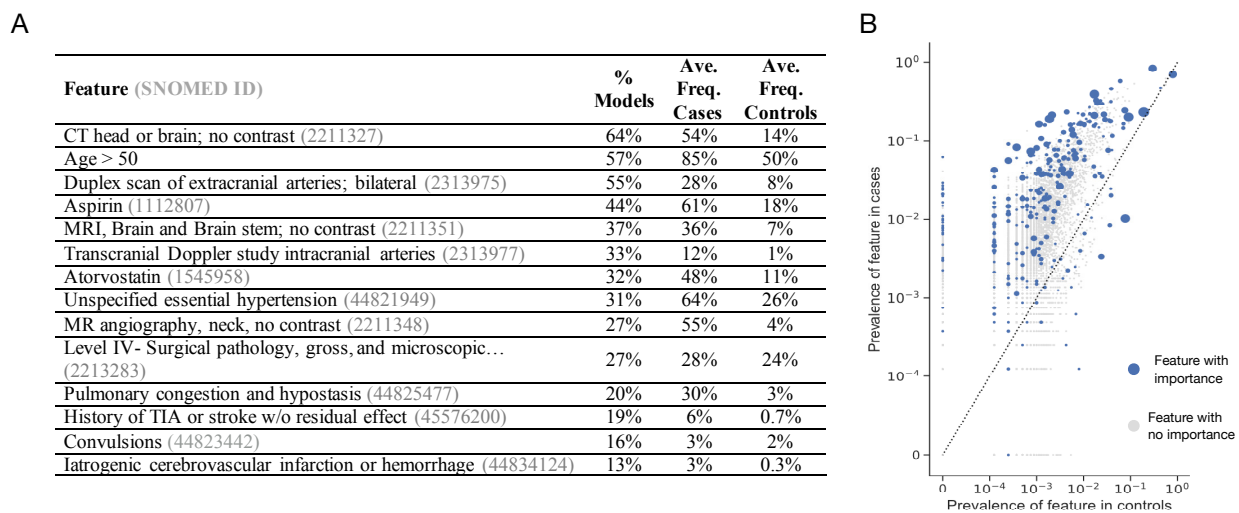 A
Feature (SNOMED ID) % Models Ave. Freq. Cases Ave. Freq. Controls
CT head or brain; no contrast (2211327) 64% 54% 14%
Age > 50 57% 85% 50%
Duplex scan of extracranial arteries; bilateral (2313975) 55% 28% 8%
Aspirin (1112807) 44% 61% 18%
MRI, Brain and Brain stem; no contrast (2211351) 37% 36% 7%
Transcranial Doppler study intracranial arteries (2313977) 33% 12% 1%
Atorvostatin (1545958) 32% 48% 11%
Unspecified essential hypertension (44821949) 31% 64% 26%
MR angiography, neck, no contrast (2211348) 27% 55% 4%
Level IV- Surgical pathology, gross, and microscopic…
(2213283) 27% 28% 24%
Pulmonary congestion and hypostasis (44825477) 20% 30% 3%
History of TIA or stroke w/o residual effect (45576200) 19% 6% 0.7%
Convulsions (44823442) 16% 3% 2%
Iatrogenic cerebrovascular infarction or hemorrhage (44834124) 13% 3% 0.3%
B
Prevalence of feature in cases
10⁰
10⁻¹
10⁻²
10⁻³
10⁻⁴
0
Feature with
importance
Feature with
no importance
0 10⁻⁴ 10⁻³ 10⁻² 10⁻¹ 10⁰
Prevalence of feature in controls